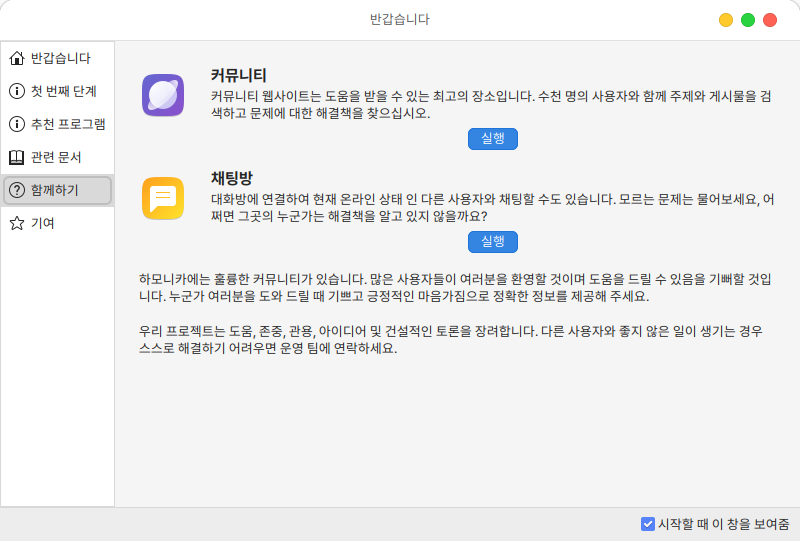 반갑습니다
반갑습니다
첫 번째 단계
추천 프로그램
관련 문서
함께하기
기여
커뮤니티
커뮤니티 웹사이트는 도움을 받을 수 있는 최고의 장소입니다. 수천 명의 사용자와 함께 주제와 게시물을 검
색하고 문제에 대한 해결책을 찾으십시오.
실행
채팅방
대화방에 연결하여 현재 온라인 상태 인 다른 사용자와 채팅할 수도 있습니다. 모르는 문제는 물어보세요, 어
쩌면 그곳의 누군가는 해결책을 알고 있지 않을까요?
실행
하모니카에는 훌륭한 커뮤니티가 있습니다. 많은 사용자들이 여러분을 환영할 것이며 도움을 드릴 수 있음을 기뻐할 것입
니다. 누군가 여러분을 도와 드릴 때 기쁘고 긍정적인 마음가짐으로 정확한 정보를 제공해 주세요.
우리 프로젝트는 도움, 존중, 관용, 아이디어 및 건설적인 토론을 장려합니다. 다른 사용자와 좋지 않은 일이 생기는 경우
스스로 해결하기 어려우면 운영 팀에 연락하세요.
시작할 때 이 창을 보여줌